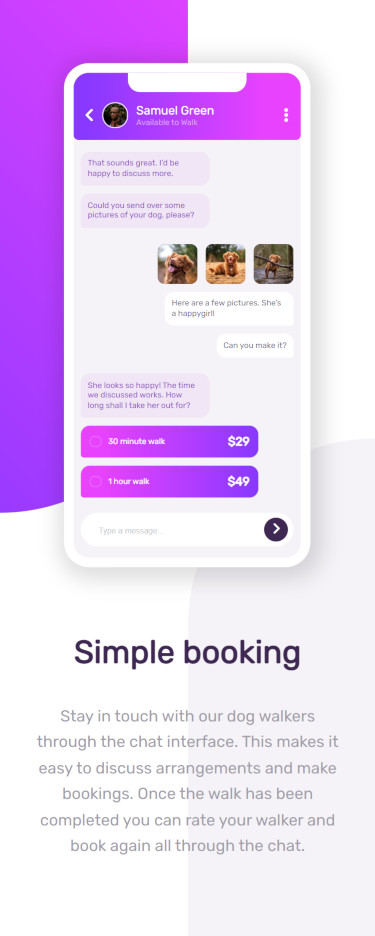 Samuel Green
Available to Walk
That sounds great. I'd be
happy to discuss more.
Could you send over some
pictures of your dog, please?
Here are a few pictures. She's
a happygirl!
Can you make it?
She looks so happy! The time
we discussed works. How
long shall I take her out for?
30 minute walk
$29
1 hour walk
$49
Type a message...
Simple booking
Stay in touch with our dog walkers
through the chat interface. This makes it
easy to discuss arrangements and make
bookings. Once the walk has been
completed you can rate your walker and
book again all through the chat.